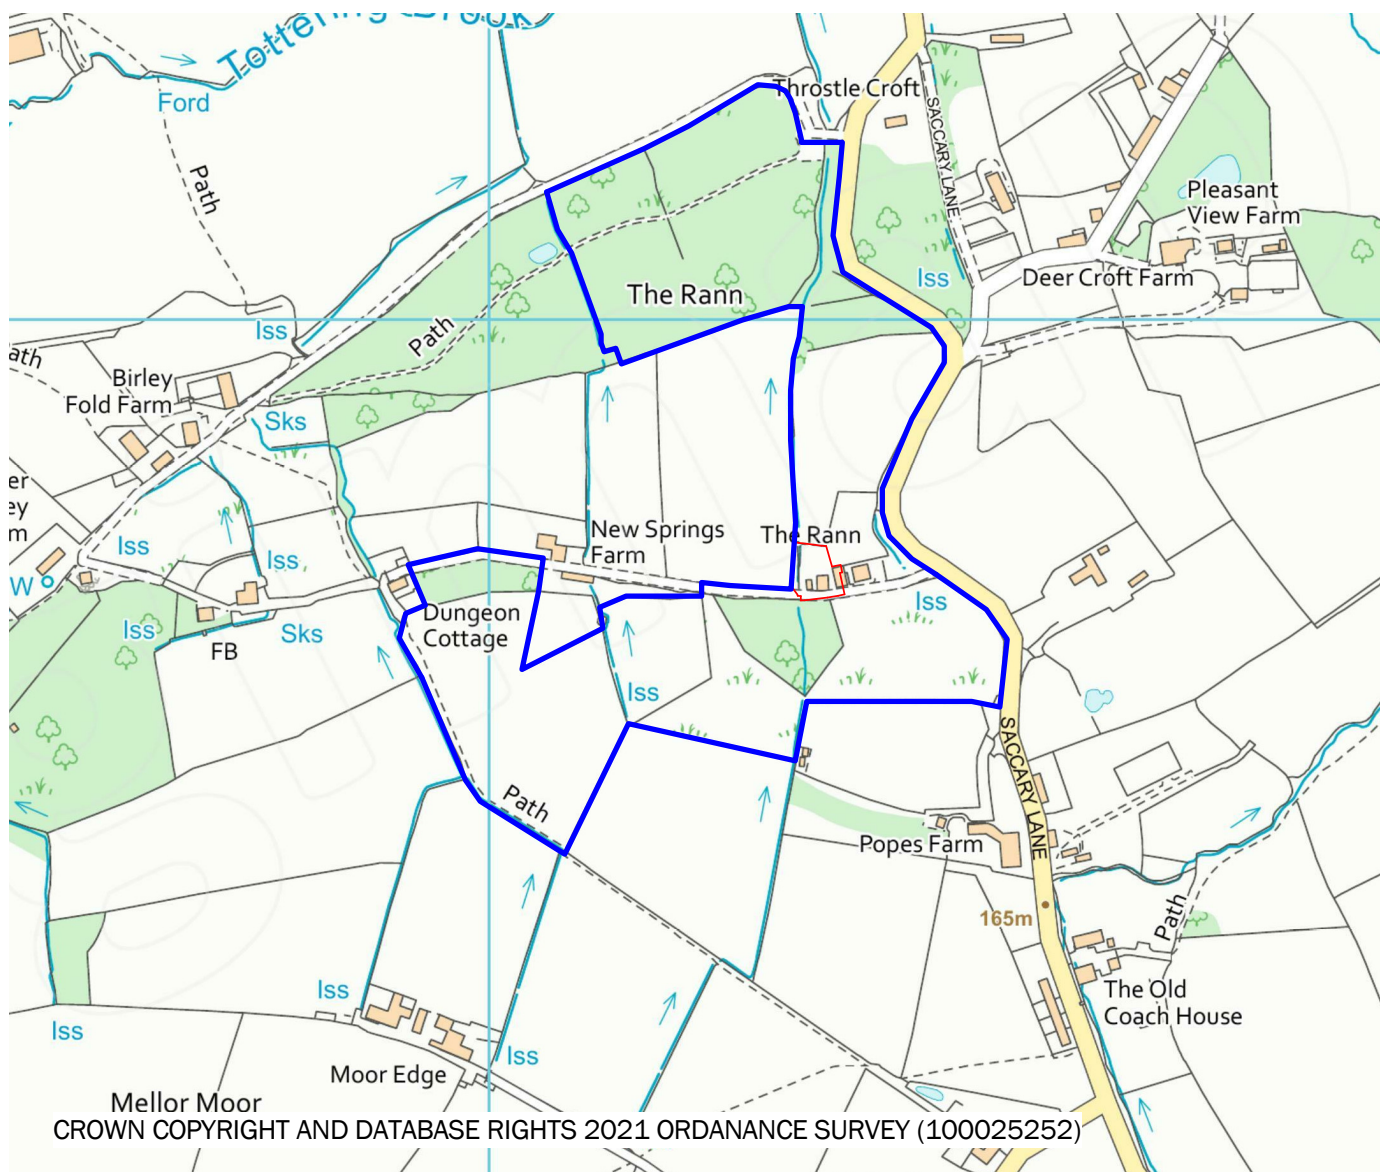 Tottering Brook
Ford
Throstle Croft
SACCARY LANE
Path
Pleasant
View Farm
Iss
Deer Croft Farm
The Rann
Iss
Path
ath
Birley
Fold Farm
Sks
er
ey
m
New Springs
Farm
The Rann
Iss
Iss
W
Iss
Dungeon
Cottage
Iss
Sks
FB
Iss
SACCARY LANE
Path
Popes Farm
165m
Path
Iss
The Old
Coach House
Iss
Iss
Moor Edge
Mellor Moor
CROWN COPYRIGHT AND DATABASE RIGHTS 2021 ORDANANCE SURVEY (100025252)